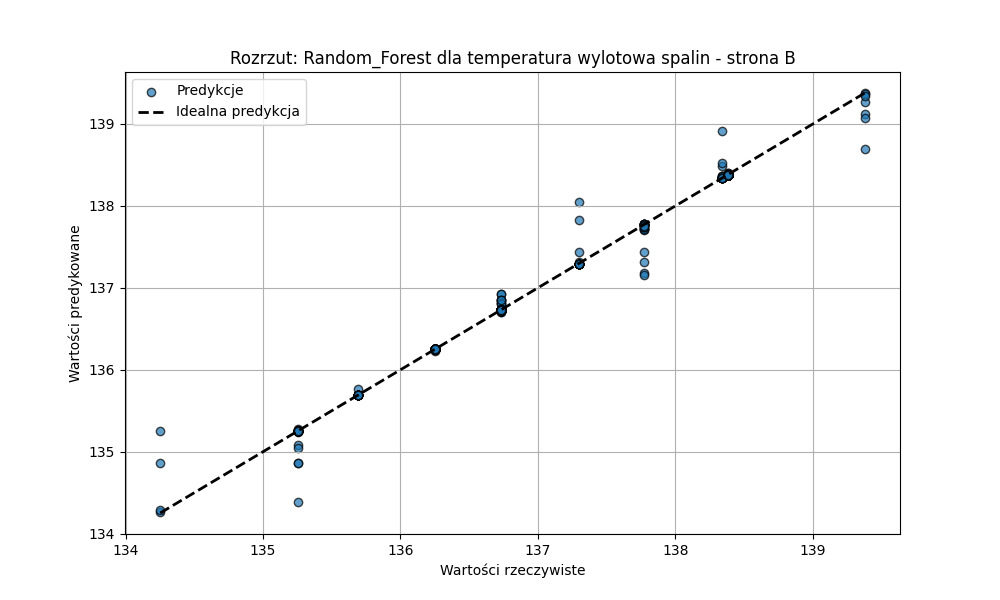 Rozrzut: Random_Forest dla temperatura wylotowa spalin - strona B
Predykcje
Idealna predykcja
Wartości predykowane
139
138
137
136
135
134
134 135 136 137 138 139
Wartości rzeczywiste